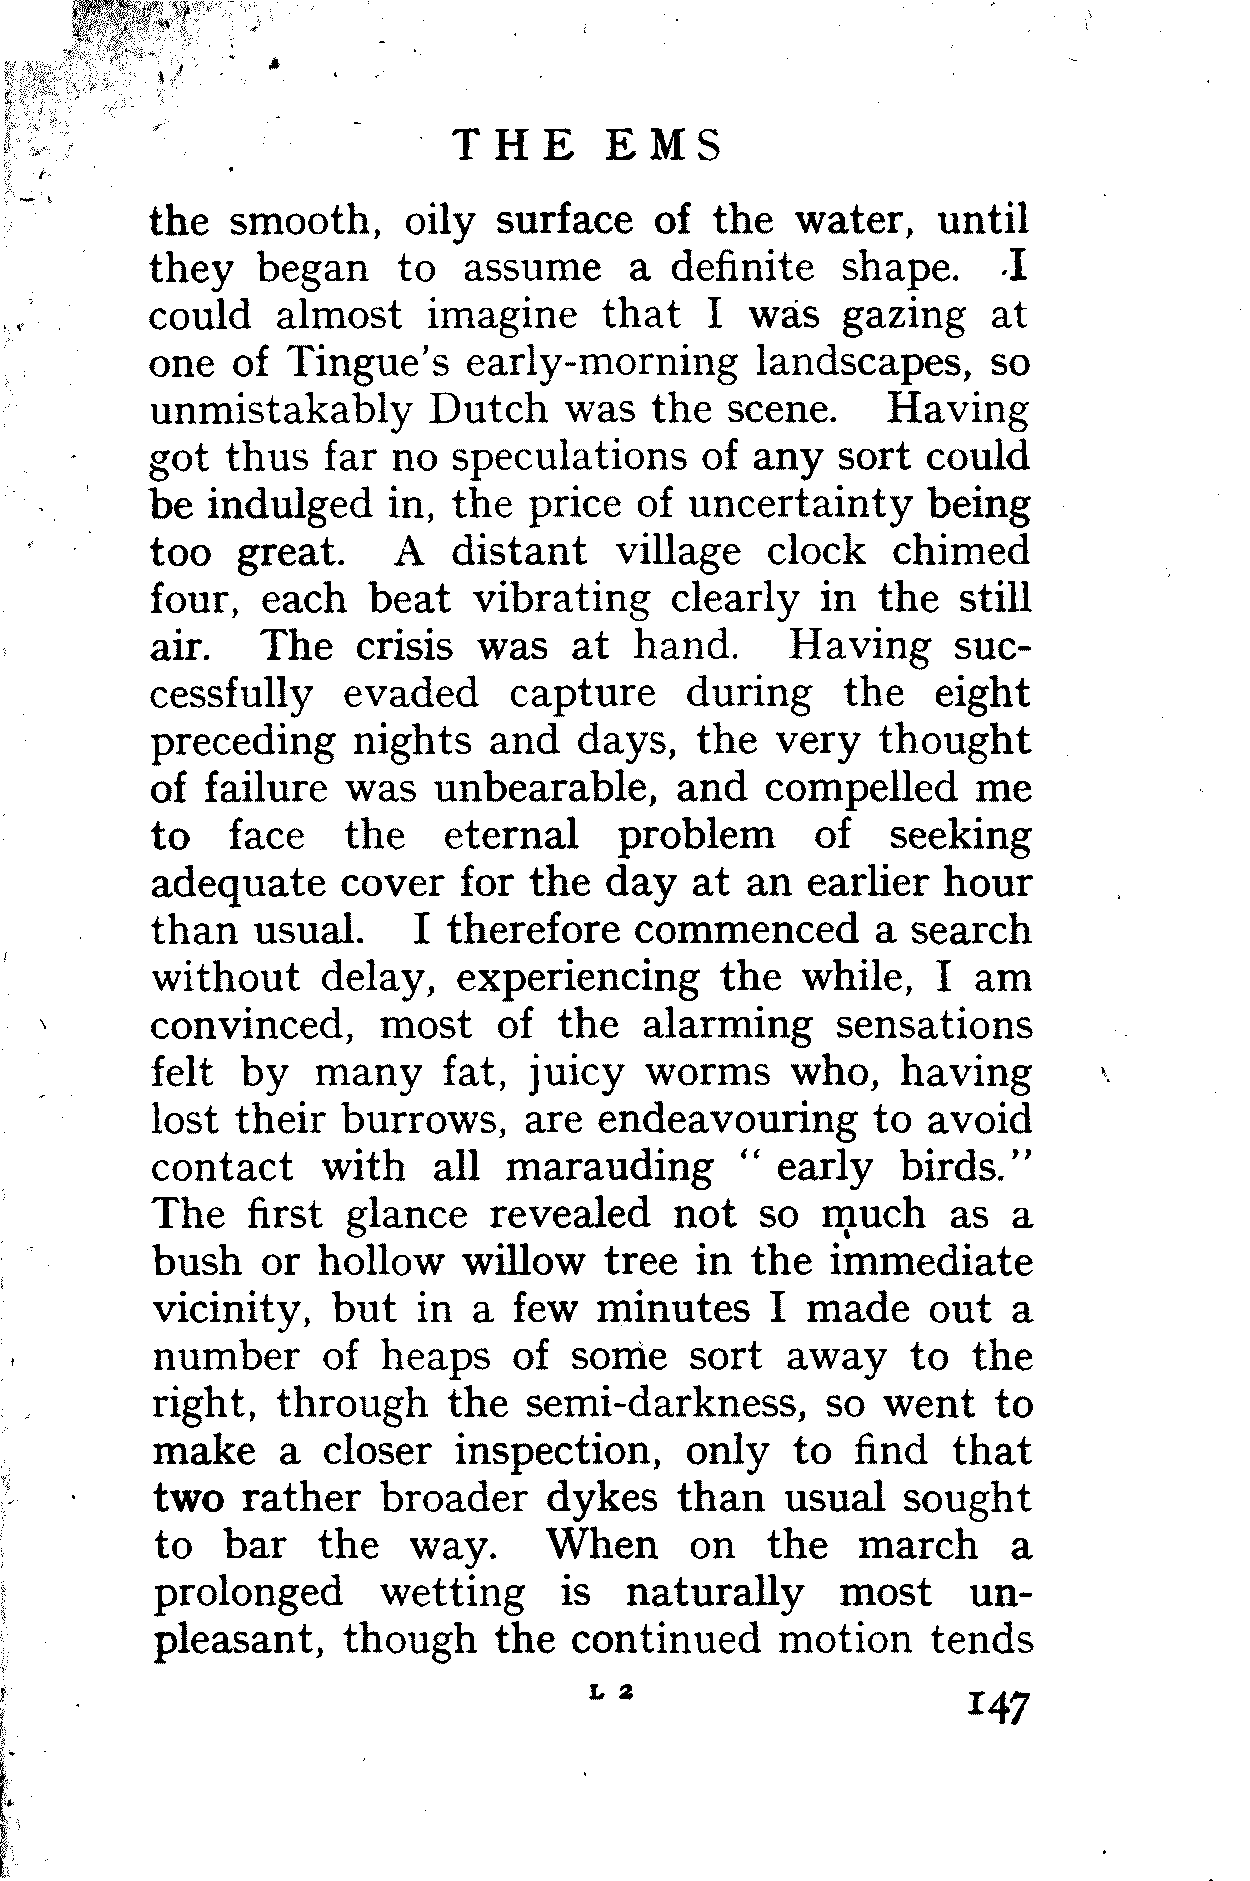 THE EMS
the smooth, oily surface of the water, until
they began to assume a definite shape. I
could almost imagine that I was gazing at
one of Tingue's early-morning landscapes, so
unmistakably Dutch was the scene. Having
got thus far no speculations of any sort could
be indulged in, the price of uncertainty being
too great. A distant village clock chimed
four, each beat vibrating clearly in the still
air. The crisis was at hand. Having suc-
cessfully evaded capture during the eight
preceding nights and days, the very thought
of failure was unbearable, and compelled me
to face the eternal problem of seeking
adequate cover for the day at an earlier hour
than usual. I therefore commenced a search
without delay, experiencing the while, I am
convinced, most of the alarming sensations
felt by many fat, juicy worms who, having
lost their burrows, are endeavouring to avoid
contact with all marauding “ early birds.”
The first glance revealed not so much as a
bush or hollow willow tree in the immediate
vicinity, but in a few minutes I made out a
number of heaps of some sort away to the
right, through the semi-darkness, so went to
make a closer inspection, only to find that
two rather broader dykes than usual sought
to bar the way. When on the march a
prolonged wetting is naturally most un-
pleasant, though the continued motion tends
L 2
147